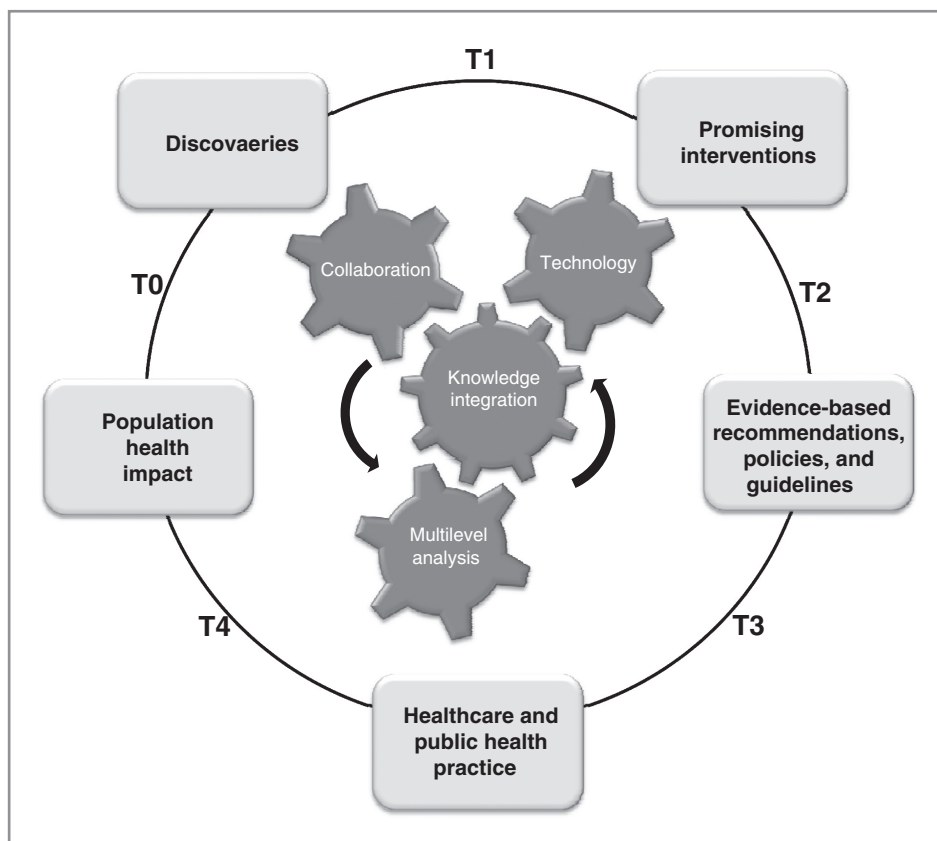 T1
Discovaeries
Promising
interventions
Collaboration
Technology
T0
T2
Knowledge
integration
Population
health
impact
Evidence-based
recommendations,
policies, and
guidelines
Multilevel
analysis
T4
T3
Healthcare and
public health
practice